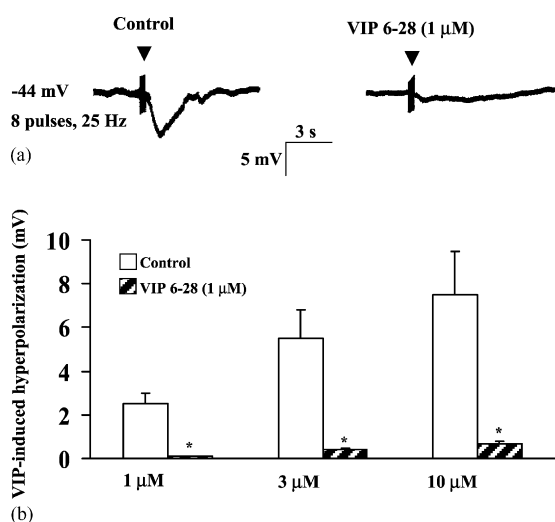 Control
VIP 6-28 (1 μM)
-44 mV
8 pulses, 25 Hz
3 s
5 mV
(a)
VIP-induced hyperpolarization (mV)
10
8
6
4
2
0
Control
VIP 6-28 (1 μM)
*
*
*
1 μM
3 μM
10 μM
(b)